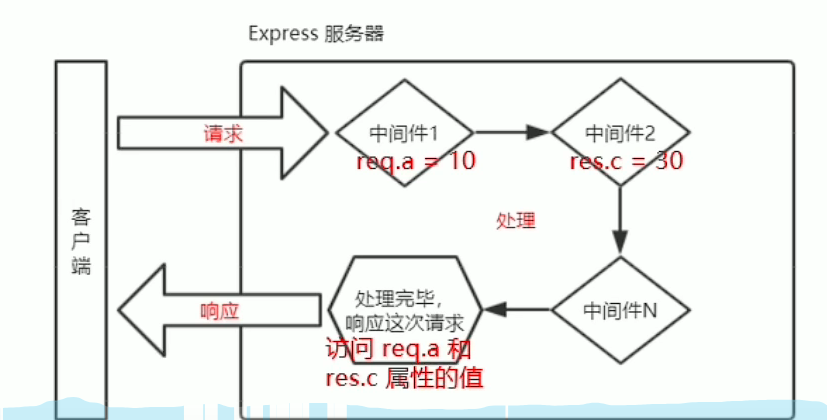 Express 服务器
客户端
请求
中间件1
req.a = 10
中间件2
res.c = 30
处理
响应
处理完毕，
响应这次请求
访问 req.a 和
res.c 属性的值
中间件N